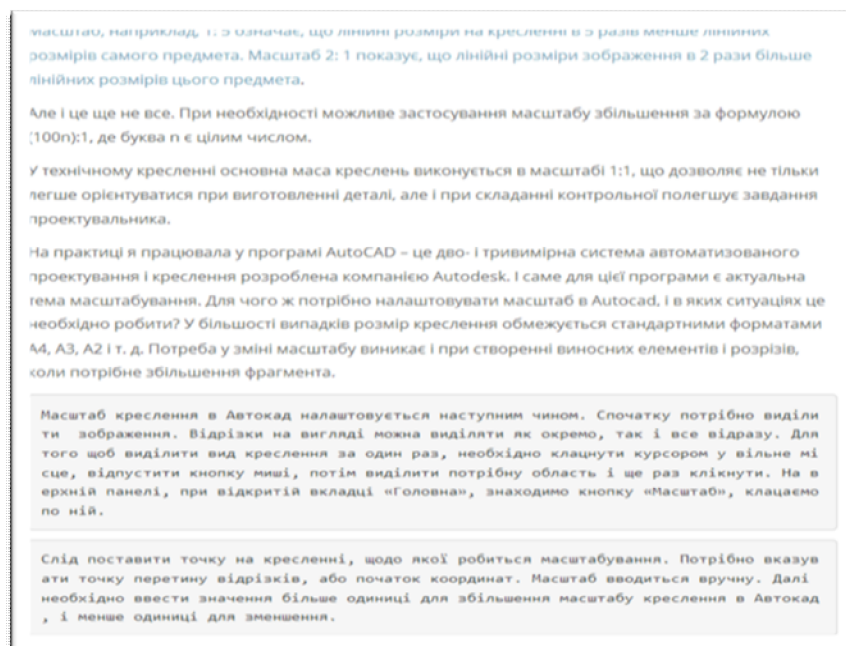 масштаб, наприклад, 1: 5 означає, що лінійні розміри на кресленні в 5 разів менше лінійних
розмірів самого предмета. Масштаб 2: 1 показує, що лінійні розміри зображення в 2 рази більше
лінійних розмірів цього предмета.
Але і це ще не все. При необхідності можливе застосування масштабу збільшення за формулою
(100n):1, де буква n є цілим числом.
У технічному кресленні основна маса креслень виконується в масштабі 1:1, що дозволяє не тільки
легше орієнтуватися при виготовленні деталі, але і при складанні контрольної полегшує завдання
проектувальника.
На практиці я працювала у програмі AutoCAD – це дво- і тривимірна система автоматизованого
проектування і креслення розроблена компанією Autodesk. І саме для цієї програми є актуальна
тема масштабування. Для чого ж потрібно налаштовувати масштаб в Autocad, і в яких ситуаціях це
необхідно робити? У більшості випадків розмір креслення обмежується стандартними форматами
А4, А3, А2 і т. д. Потреба у зміні масштабу виникає і при створенні виносних елементів і розрізів,
коли потрібне збільшення фрагмента.
Масштаб креслення в Автокад налаштовується наступним чином. Спочатку потрібно виділи
ти зображення. Відрізки на вигляді можна виділяти як окремо, так і все відразу. Для
того щоб виділити вид креслення за один раз, необхідно клацнути курсором у вільне мі
сце, відпустити кнопку миші, потім виділити потрібну область і ще раз клікнути. На в
ерхній панелі, при відкритій вкладці «Головна», знаходимо кнопку «Масштаб», клацаємо
по ній.
Слід поставити точку на кресленні, щодо якої робиться масштабування. Потрібно вказув
ати точку перетину відрізків, або початок координат. Масштаб вводиться вручну. Далі
необхідно ввести значення більше одиниці для збільшення масштабу креслення в Автокад
, і менше одиниці для зменшення.